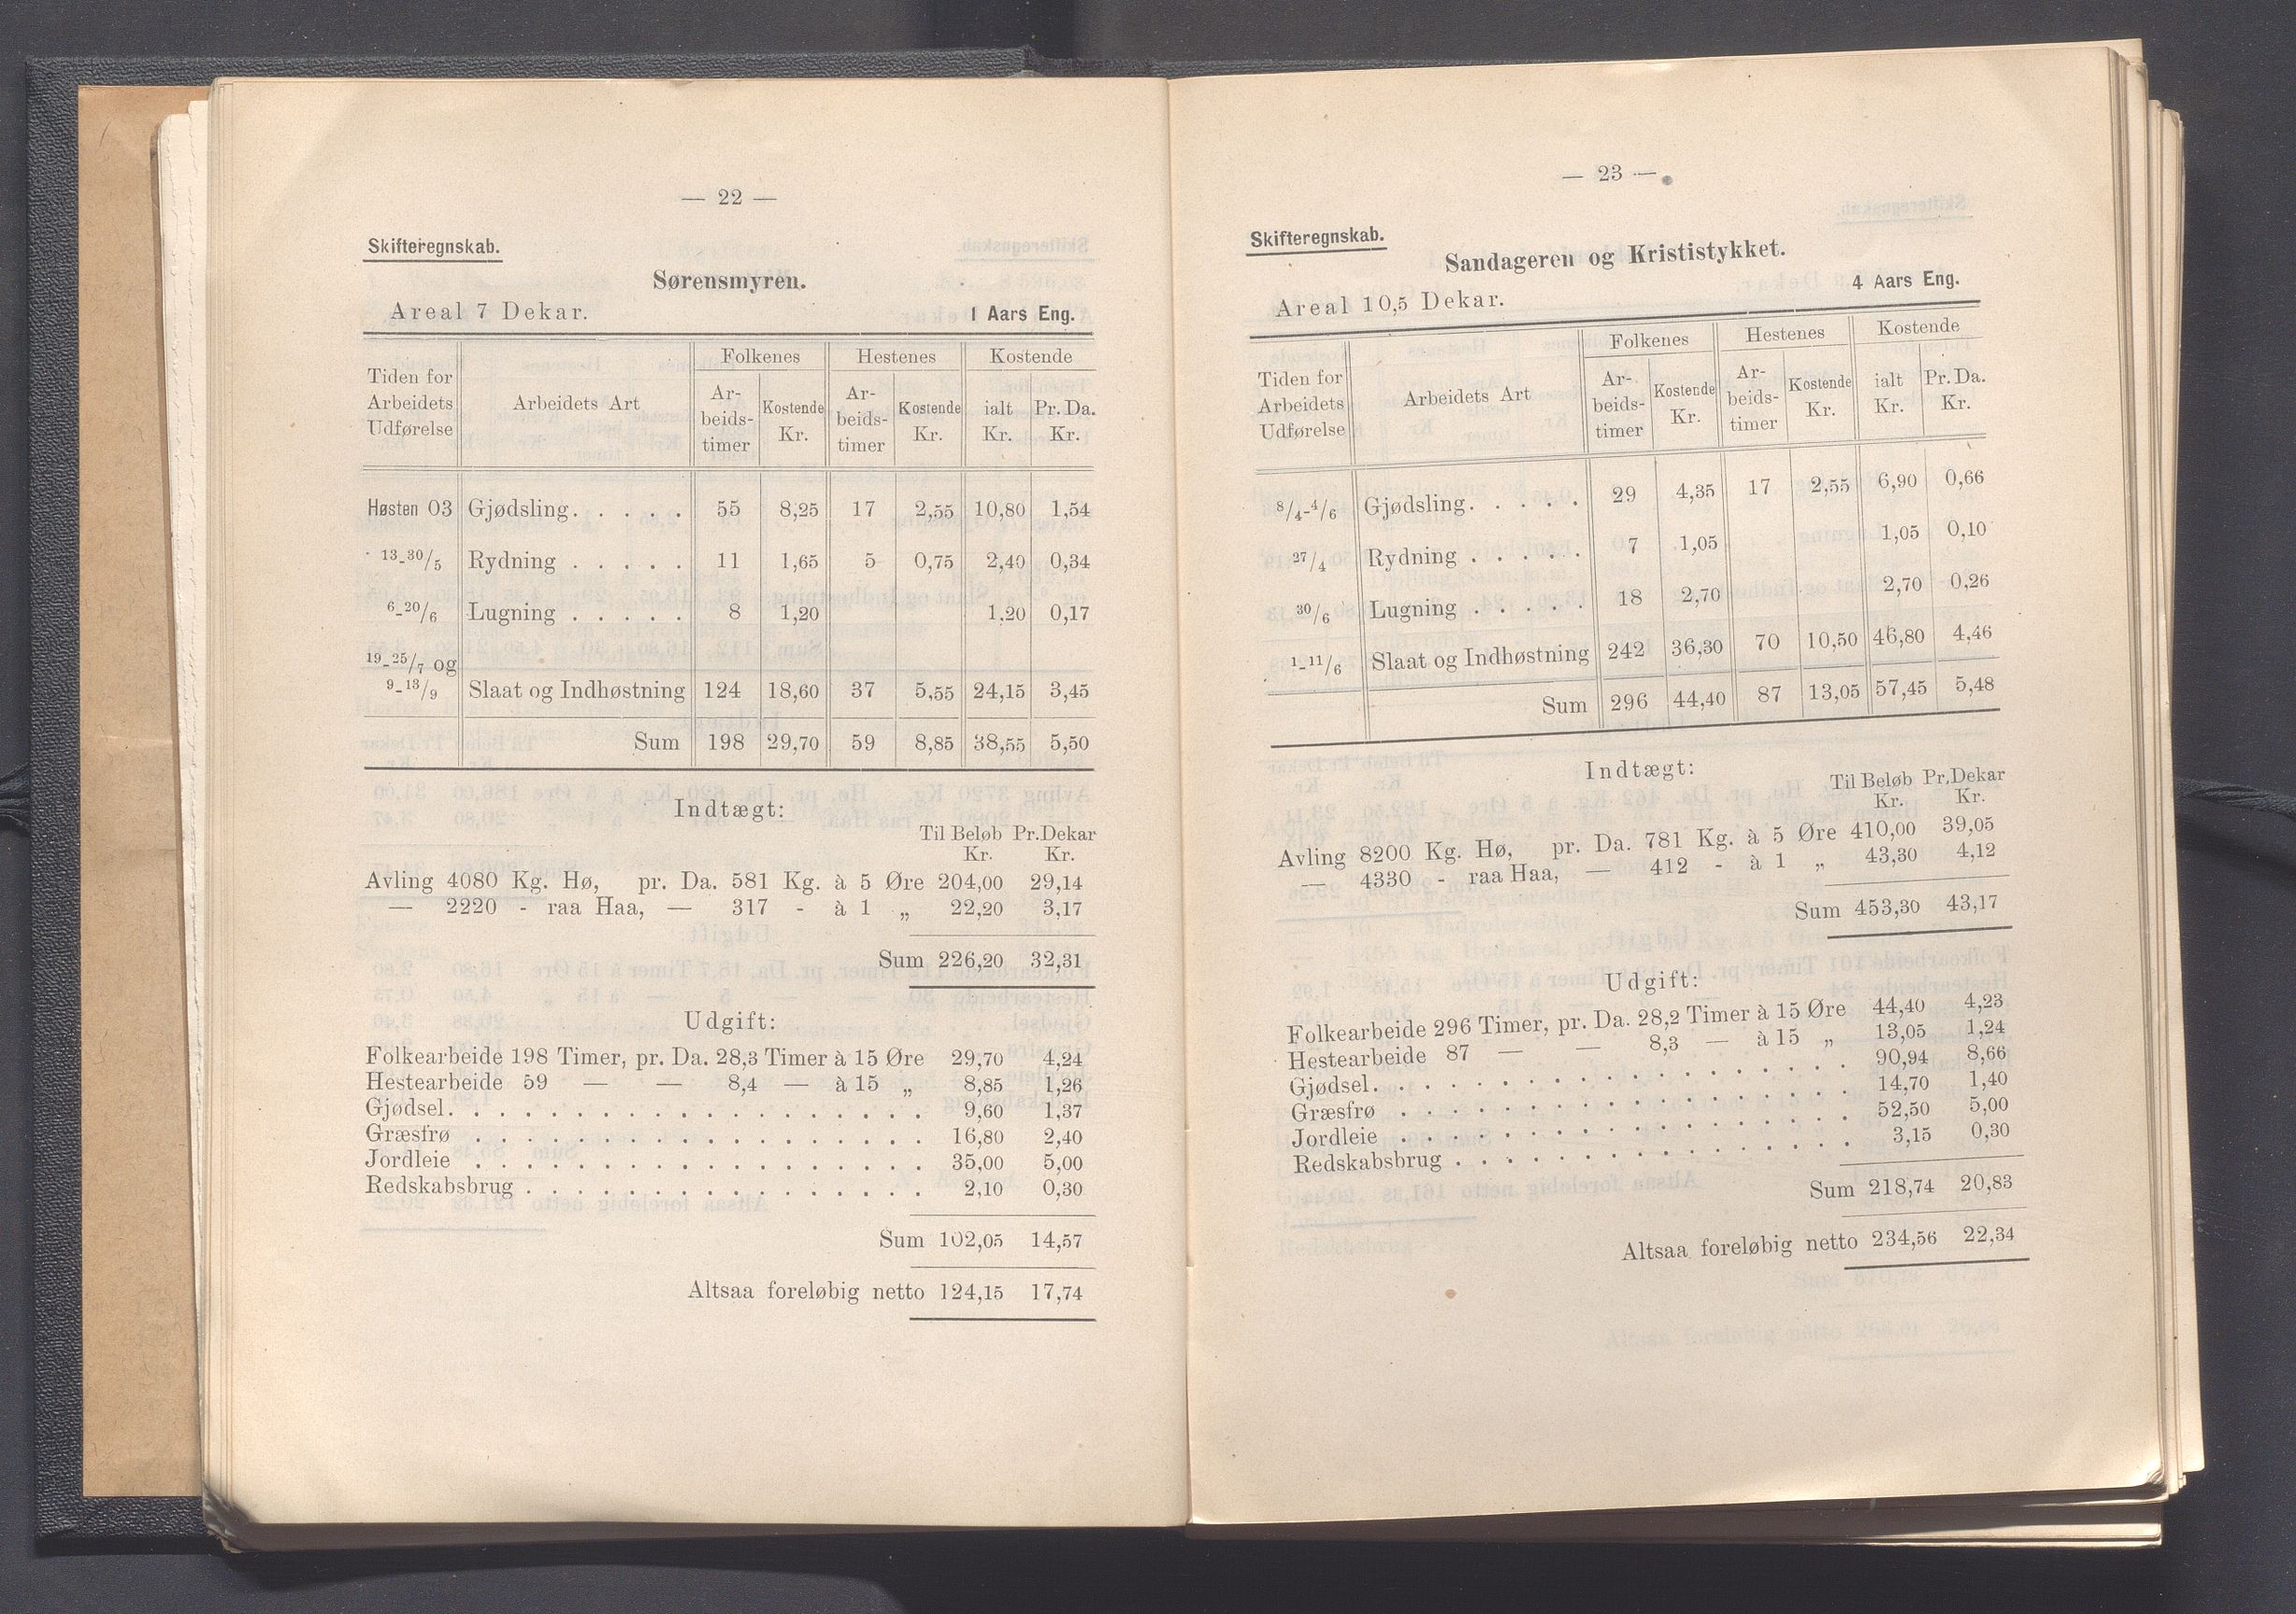 — 22 —
Skifteregnskab.
Sørensmyren.
Areal 7 Dekar. 1 Aars Eng.
Tiden for Arbeidets Udførelse Arbeidets Art Folkenes Hestenes Kostende
Ar-beids-timer Kostende Kr. Ar-beids-timer Kostende Kr. ialt Kr. Pr. Da. Kr.
Høsten 03 Gjødsling. . . . . 55 8,25 17 2,55 10,80 1,54
13-30/5 Rydning . . . . . 11 1,65 5 0,75 2,40 0,34
6-20/6 Lugning . . . . . 8 1,20 1,20 0,17
19-25/7 og
9-13/9 Slaat og Indhøstning 124 18,60 37 5,55 24,15 3,45
Sum 198 29,70 59 8,85 38,55 5,50
Indtægt:
Til Beløb Pr.Dekar
Kr. Kr.
Avling 4080 Kg. Hø, pr. Da. 581 Kg. à 5 Øre 204,00 29,14
— 2220 - raa Haa, — 317 - à 1 „ 22,20 3,17
Sum 226,20 32,31
Udgift:
Folkearbeide 198 Timer, pr. Da. 28,3 Timer à 15 Øre 29,70 4,24
Hestearbeide 59 — — 8,4 — à 15 „ 8,85 1,26
Gjødsel. . . . . . . . . . . . . . . . . . 9,60 1,37
Græsfrø . . . . . . . . . . . . . . . . . 16,80 2,40
Jordleie . . . . . . . . . . . . . . . . . 35,00 5,00
Redskabsbrug . . . . . . . . . . . . . . . 2,10 0,30
Sum 102,05 14,57
Altsaa foreløbig netto 124,15 17,74
— 23 —
Skifteregnskab.
Sandageren og Krististykket.
Areal 10,5 Dekar. 4 Aars Eng.
Tiden for Arbeidets Udførelse Arbeidets Art Folkenes Hestenes Kostende
Ar-beids-timer Kostende Kr. Ar-beids-timer Kostende Kr. ialt Kr. Pr. Da. Kr.
8/4-4/6 Gjødsling. . . . . 29 4,35 17 2,55 6,90 0,66
27/4 Rydning . . . . . 7 1,05 1,05 0,10
30/6 Lugning . . . . . 18 2,70 2,70 0,26
1-11/6 Slaat og Indhøstning 242 36,30 70 10,50 46,80 4,46
Sum 296 44,40 87 13,05 57,45 5,48
Indtægt:
Til Beløb Pr.Dekar
Kr. Kr.
Avling 8200 Kg. Hø, pr. Da. 781 Kg. à 5 Øre 410,00 39,05
— 4330 - raa Haa, — 412 - à 1 „ 43,30 4,12
Sum 453,30 43,17
Udgift:
Folkearbeide 296 Timer, pr. Da. 28,2 Timer à 15 Øre 44,40 4,23
Hestearbeide 87 — — 8,3 — à 15 „ 13,05 1,24
Gjødsel. . . . . . . . . . . . . . . . . . 90,94 8,66
Græsfrø . . . . . . . . . . . . . . . . . 14,70 1,40
Jordleie . . . . . . . . . . . . . . . . . 52,50 5,00
Redskabsbrug . . . . . . . . . . . . . . . 3,15 0,30
Sum 218,74 20,83
Altsaa foreløbig netto 234,56 22,34